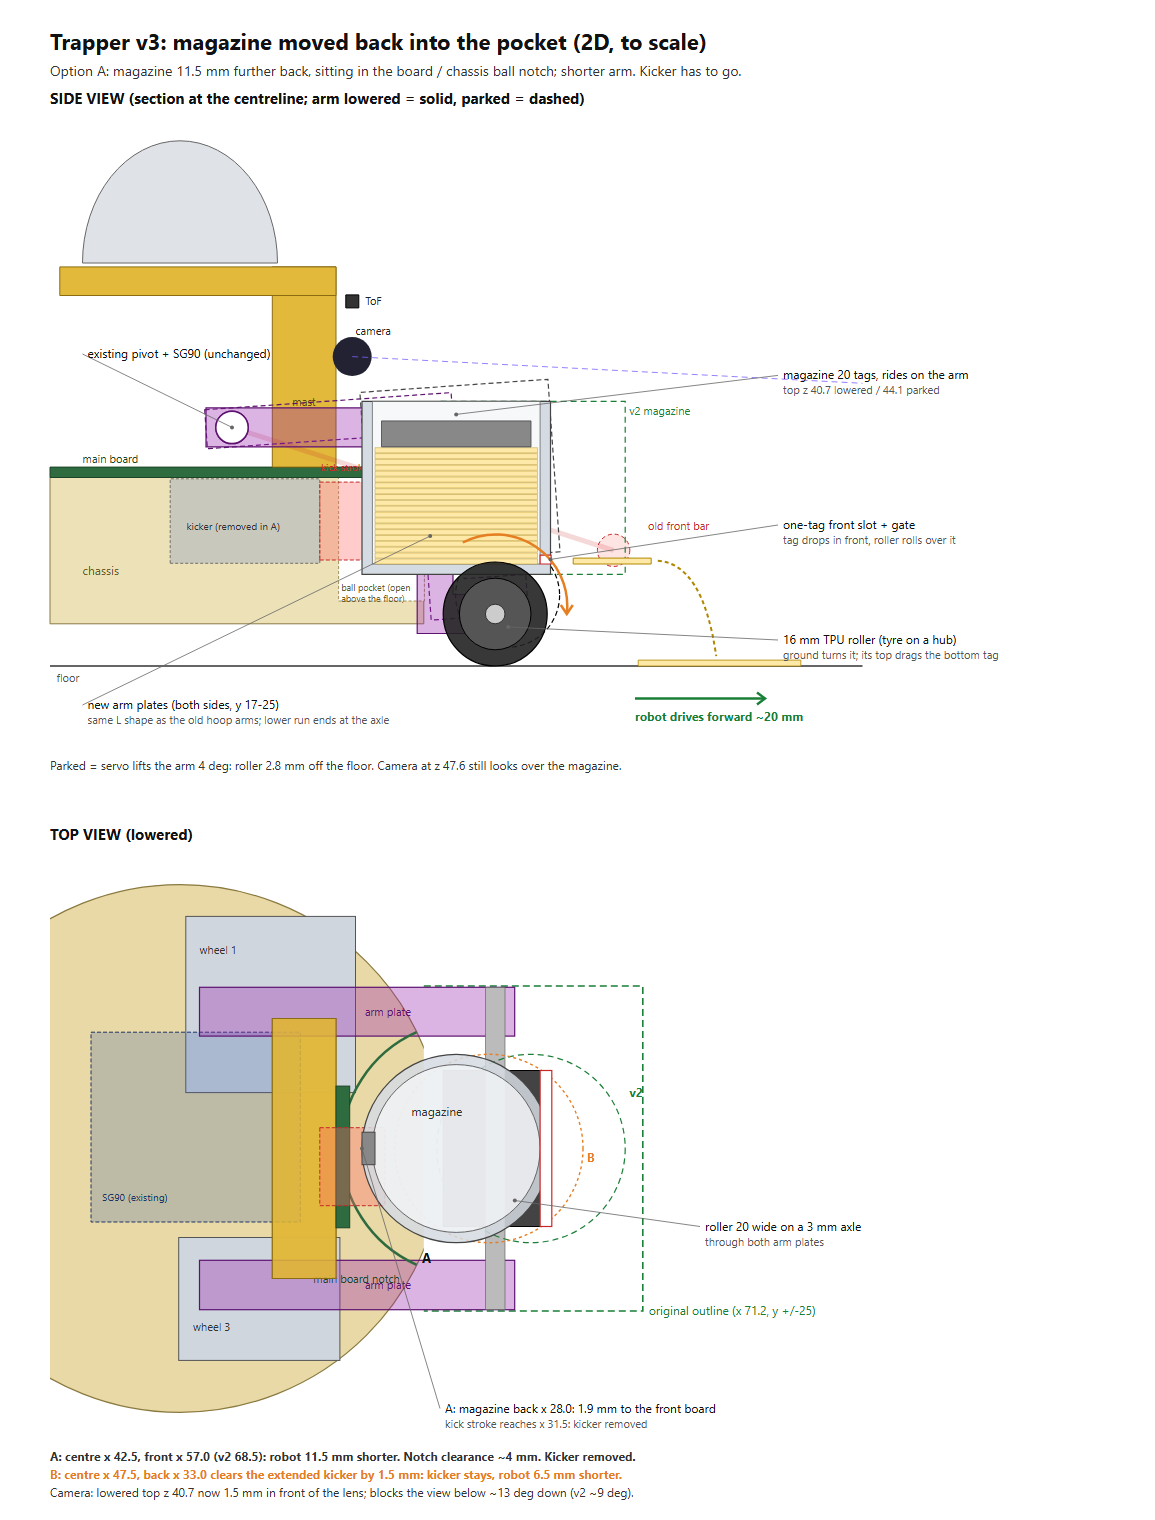 Trapper v3: magazine moved back into the pocket (2D, to scale)
Option A: magazine 11.5 mm further back, sitting in the board / chassis ball notch; shorter arm. Kicker has to go.
SIDE VIEW (section at the centreline; arm lowered = solid, parked = dashed)
ToF
camera
existing pivot + SG90 (unchanged)
magazine 20 tags, rides on the arm
top z 40.7 lowered / 44.1 parked
mast
v2 magazine
main board
kicker (removed in A)
old front bar
one-tag front slot + gate
tag drops in front, roller rolls over it
chassis
ball pocket (open
above the floor)
16 mm TPU roller (tyre on a hub)
ground turns it; its top drags the bottom tag
floor
new arm plates (both sides, y 17-25)
same L shape as the old hoop arms; lower run ends at the axle
robot drives forward ~20 mm
Parked = servo lifts the arm 4 deg: roller 2.8 mm off the floor. Camera at z 47.6 still looks over the magazine.
TOP VIEW (lowered)
wheel 1
arm plate
v2
magazine
B
SG90 (existing)
roller 20 wide on a 3 mm axle
through both arm plates
A
main board notch
arm plate
original outline (x 71.2, y +/-25)
wheel 3
A: magazine back x 28.0: 1.9 mm to the front board
kick stroke reaches x 31.5: kicker removed
A: centre x 42.5, front x 57.0 (v2 68.5): robot 11.5 mm shorter. Notch clearance ~4 mm. Kicker removed.
B: centre x 47.5, back x 33.0 clears the extended kicker by 1.5 mm: kicker stays, robot 6.5 mm shorter.
Camera: lowered top z 40.7 now 1.5 mm in front of the lens; blocks the view below ~13 deg down (v2 ~9 deg).